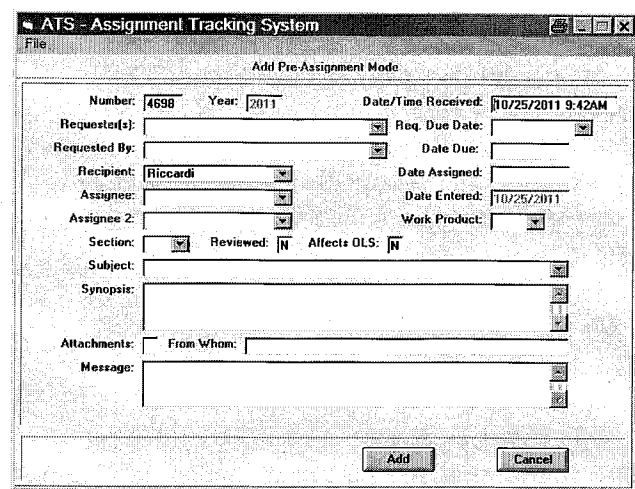 ATS - Assignment Tracking System
File
Add Pre-Assignment Mode
Number: 4698 Year: 2011 Date/Time Received: 10/25/2011 9:42AM
Requester(s): Req. Due Date:
Requested By: Date Due:
Recipient: Riccardi Date Assigned:
Assignee: Date Entered: 10/25/2011
Assignee 2: Work Product:
Section: Reviewed: N Affects OLS: N
Subject:
Synopsis:
Attachments: From Whom:
Message:
Add Cancel